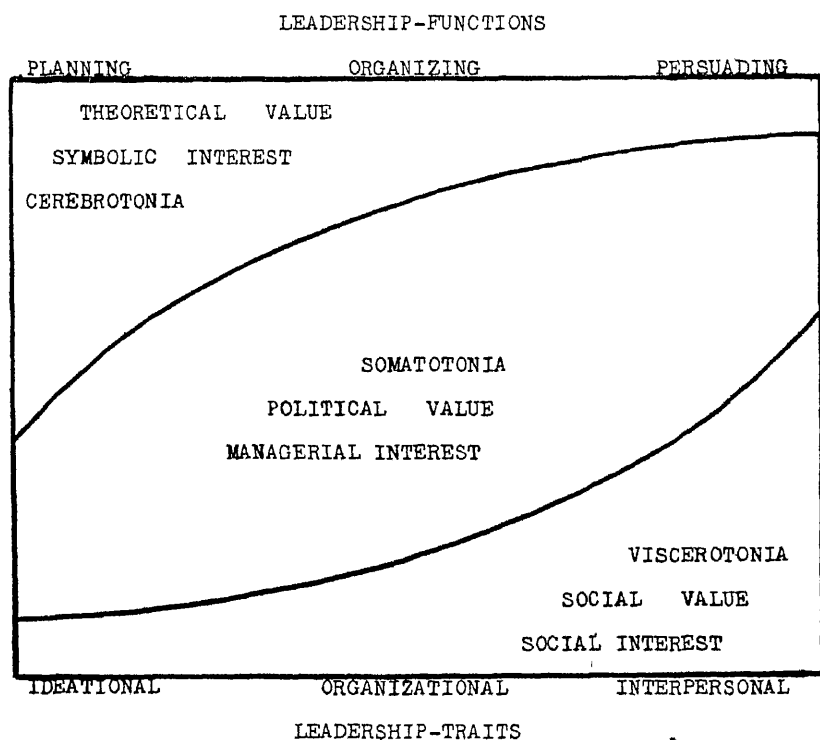 LEADERSHIP-FUNCTIONS
PLANNING ORGANIZING PERSUADING
THEORETICAL VALUE
SYMBOLIC INTEREST
CEREBROTONIA
SOMATOTONIA
POLITICAL VALUE
MANAGERIAL INTEREST
VISCEROTONIA
SOCIAL VALUE
SOCIAL INTEREST
IDEATIONAL ORGANIZATIONAL INTERPERSONAL
LEADERSHIP-TRAITS